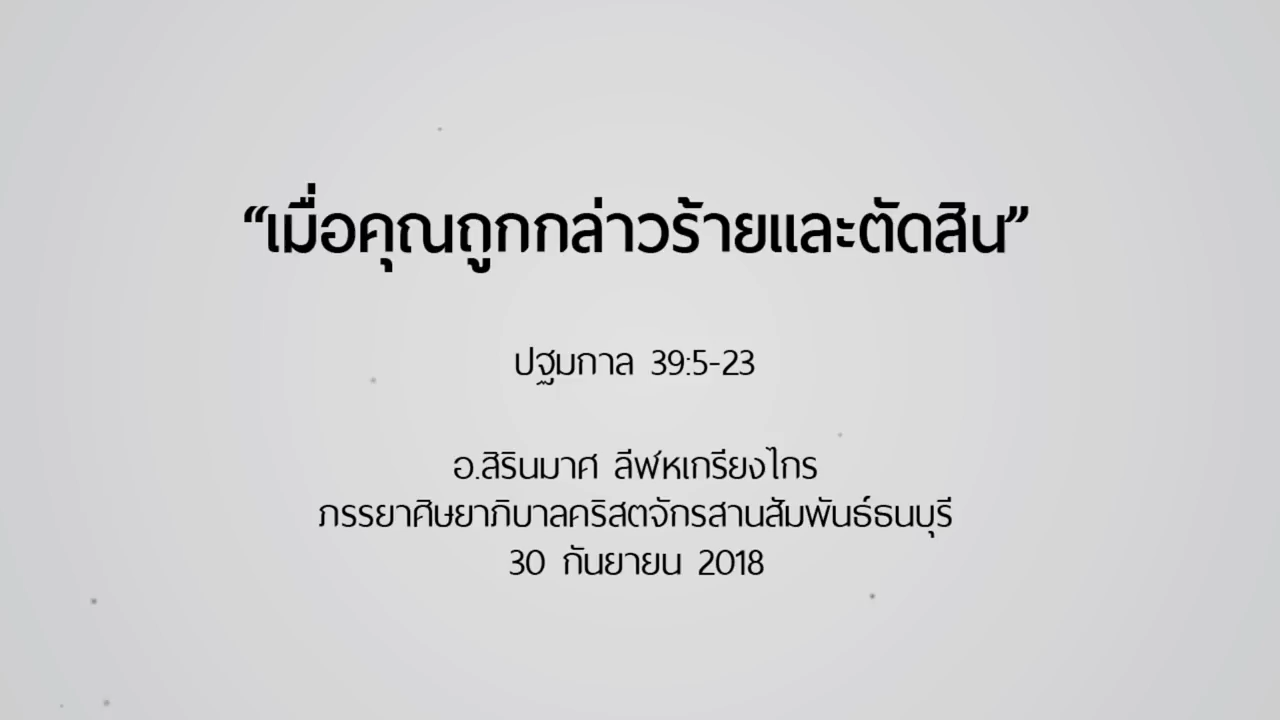 “เมื่อคุณถูกกล่าวร้ายและตัดสิน”
ปฐมกาล 39:5-23
อ.สิรินมาศ ลีฬหเกรียงไกร
ภรรยาศิษยาภิบาลคริสตจักรสานสัมพันธ์ธนบุรี
30 กันยายน 2018